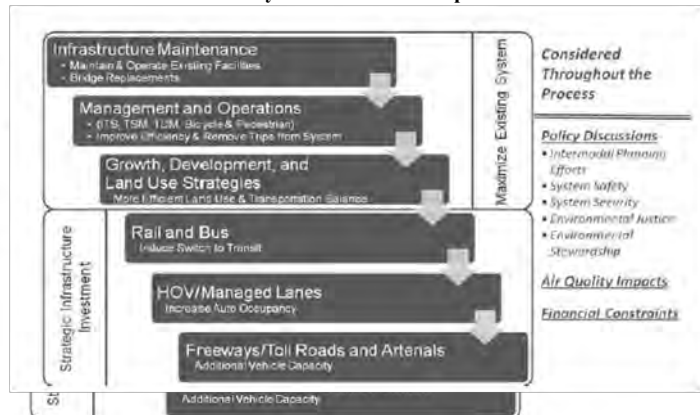 Infrastructure Maintenance
• Maintain & Operate Existing Facilities
• Bridge Replacements
Management and Operations
• (ITS, TSM, TDM, Bicycle & Pedestrian)
• Improve Efficiency & Remove Trips from System
Growth, Development, and
Land Use Strategies
More Efficient Land Use & Transportation Balance
Maximize Existing System
Rail and Bus
Induce Switch to Transit
HOV/Managed Lanes
Increase Auto Occupancy
Freeways/Toll Roads and Arterials
Additional Vehicle Capacity
Strategic Infrastructure
Investment
Additional Vehicle Capacity
St
Considered
Throughout the
Process
Policy Discussions
• Intermodal Planning
Efforts
• System Safety
• System Security
• Environmental Justice
• Environmental
Stewardship
Air Quality Impacts
Financial Constraints